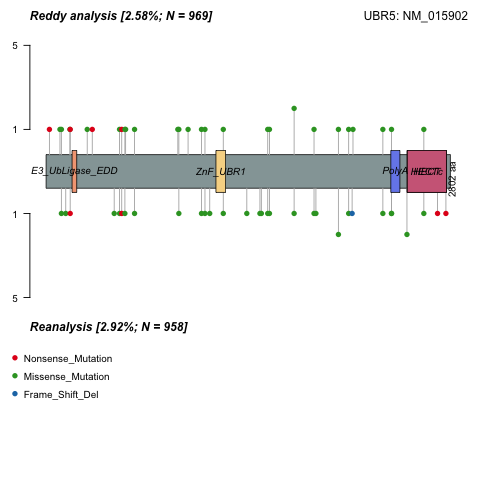 Reddy analysis [2.58%; N = 969]
UBR5: NM_015902
5
1
E3_UbLigase_EDD
ZnF_UBR1
PolyA
HECTc
2802 aa
1
5
Reanalysis [2.92%; N = 958]
Nonsense_Mutation
Missense_Mutation
Frame_Shift_Del